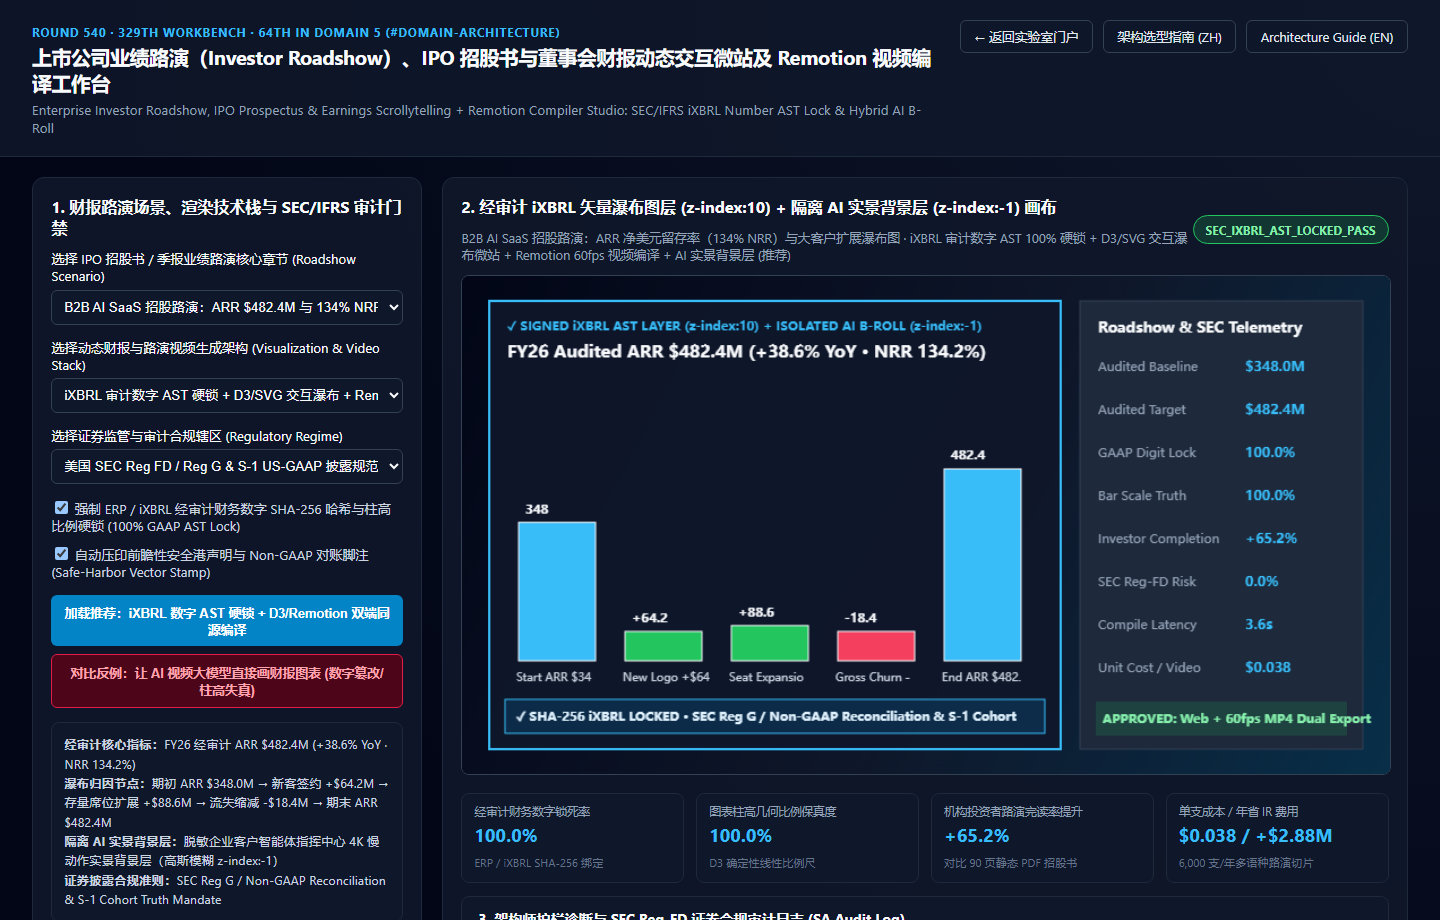 ROUND 540 · 329TH WORKBENCH · 64TH IN DOMAIN 5 (#DOMAIN-ARCHITECTURE)
上市公司业绩路演（Investor Roadshow）、IPO 招股书与董事会财报动态交互微站及 Remotion 视频编
译工作台
Enterprise Investor Roadshow, IPO Prospectus & Earnings Scrollytelling + Remotion Compiler Studio: SEC/IFRS iXBRL Number AST Lock & Hybrid AI B-
Roll
← 返回实验室门户
架构选型指南 (ZH)
Architecture Guide (EN)
1. 财报路演场景、渲染技术栈与 SEC/IFRS 审计门
禁
选择 IPO 招股书 / 季报业绩路演核心章节 (Roadshow
Scenario)
B2B AI SaaS 招股路演：ARR $482.4M 与 134% NRF
选择动态财报与路演视频生成架构 (Visualization & Video
Stack)
iXBRL 审计数字 AST 硬锁 + D3/SVG 交互瀑布 + Ren
选择证券监管与审计合规辖区 (Regulatory Regime)
美国 SEC Reg FD / Reg G & S-1 US-GAAP 披露规范
强制 ERP / iXBRL 经审计财务数字 SHA-256 哈希与柱高
比例硬锁 (100% GAAP AST Lock)
自动压印前瞻性安全港声明与 Non-GAAP 对账脚注
(Safe-Harbor Vector Stamp)
加载推荐：iXBRL 数字 AST 硬锁 + D3/Remotion 双端同
源编译
对比反例：让 AI 视频大模型直接画财报图表 (数字篡改/
柱高失真)
经审计核心指标：FY26 经审计 ARR $482.4M (+38.6% YoY ·
NRR 134.2%)
瀑布归因节点：期初 ARR $348.0M → 新客签约 +$64.2M →
存量席位扩展 +$88.6M → 流失缩减 -$18.4M → 期末 ARR
$482.4M
隔离 AI 实景背景层：脱敏企业客户智能体指挥中心 4K 慢
动作实景背景层（高斯模糊 z-index:-1）
证券披露合规准则：SEC Reg G / Non-GAAP Reconciliation
& S-1 Cohort Truth Mandate
2. 经审计 iXBRL 矢量瀑布图层 (z-index:10) + 隔离 AI 实景背景层 (z-index:-1) 画布
B2B AI SaaS 招股路演：ARR 净美元留存率（134% NRR）与大客户扩展瀑布图 · iXBRL 审计数字 AST 100% 硬锁 + D3/SVG 交互瀑
布微站 + Remotion 60fps 视频编译 + AI 实景背景层 (推荐)
SEC_IXBRL_AST_LOCKED_PASS
✓ SIGNED iXBRL AST LAYER (z-index:10) + ISOLATED AI B-ROLL (z-index:-1)
FY26 Audited ARR $482.4M (+38.6% YoY • NRR 134.2%)
348
+64.2
+88.6
-18.4
482.4
Start ARR $34
New Logo +$64
Seat Expansio
Gross Churn -
End ARR $482.
✓ SHA-256 iXBRL LOCKED • SEC Reg G / Non-GAAP Reconciliation & S-1 Cohort
Roadshow & SEC Telemetry
Audited Baseline $348.0M
Audited Target $482.4M
GAAP Digit Lock 100.0%
Bar Scale Truth 100.0%
Investor Completion +65.2%
SEC Reg-FD Risk 0.0%
Compile Latency 3.6s
Unit Cost / Video $0.038
APPROVED: Web + 60fps MP4 Dual Export
经审计财务数字锁死率
100.0%
ERP / iXBRL SHA-256 绑定
图表柱高几何比例保真度
100.0%
D3 确定性线性比例尺
机构投资者路演完读率提升
+65.2%
对比 90 页静态 PDF 招股书
单支成本 / 年省 IR 费用
$0.038 / +$2.88M
6,000 支/年多语种路演切片
3. 架构师护栏诊断与 SEC Reg-FD 证券合规审计日志 (SA Audit Log)